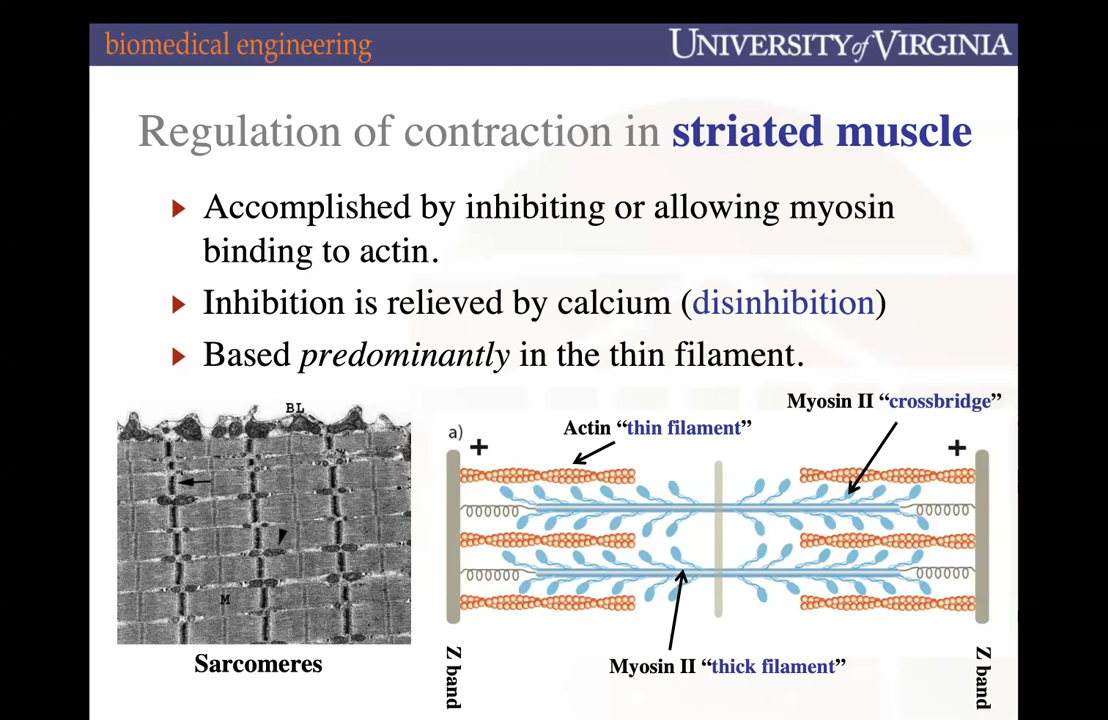 biomedical engineering
UNIVERSITY of VIRGINIA
Regulation of contraction in striated muscle
Accomplished by inhibiting or allowing myosin
binding to actin.
Inhibition is relieved by calcium (disinhibition)
Based predominantly in the thin filament.
BL
M
Sarcomeres
Myosin II “crossbridge”
Actin “thin filament”
a)
+
+
Myosin II “thick filament”
Z band
Z band